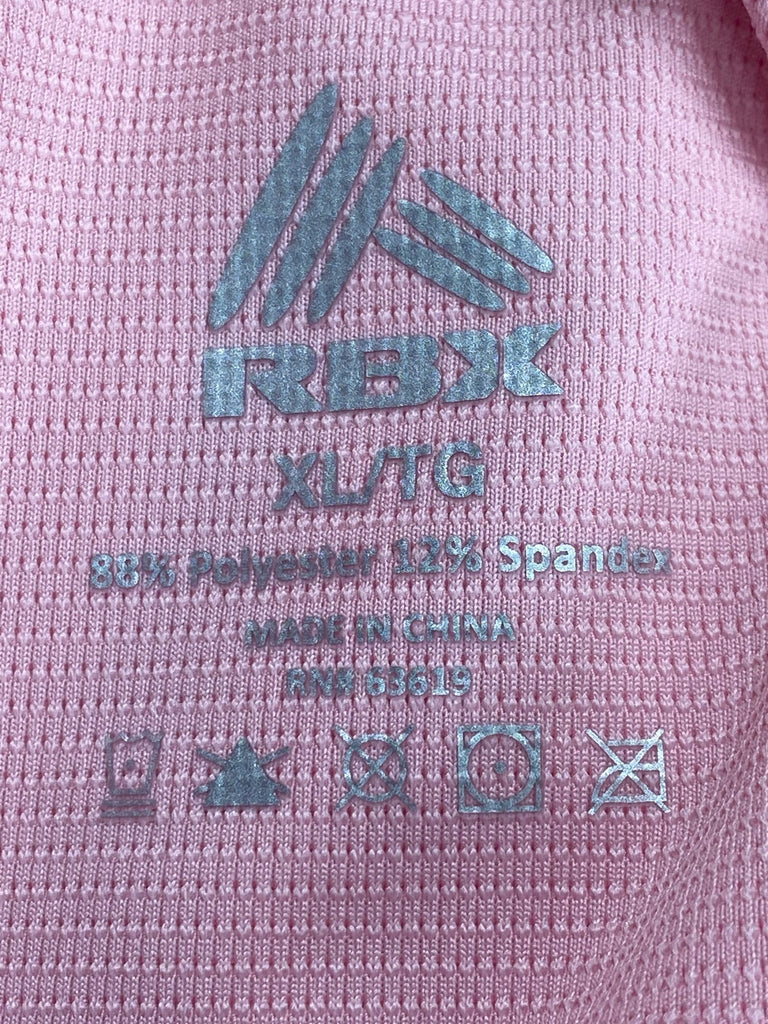 RBX
XL/TG
88% Polyester 12% Spandex
MADE IN CHINA
RN# 63619